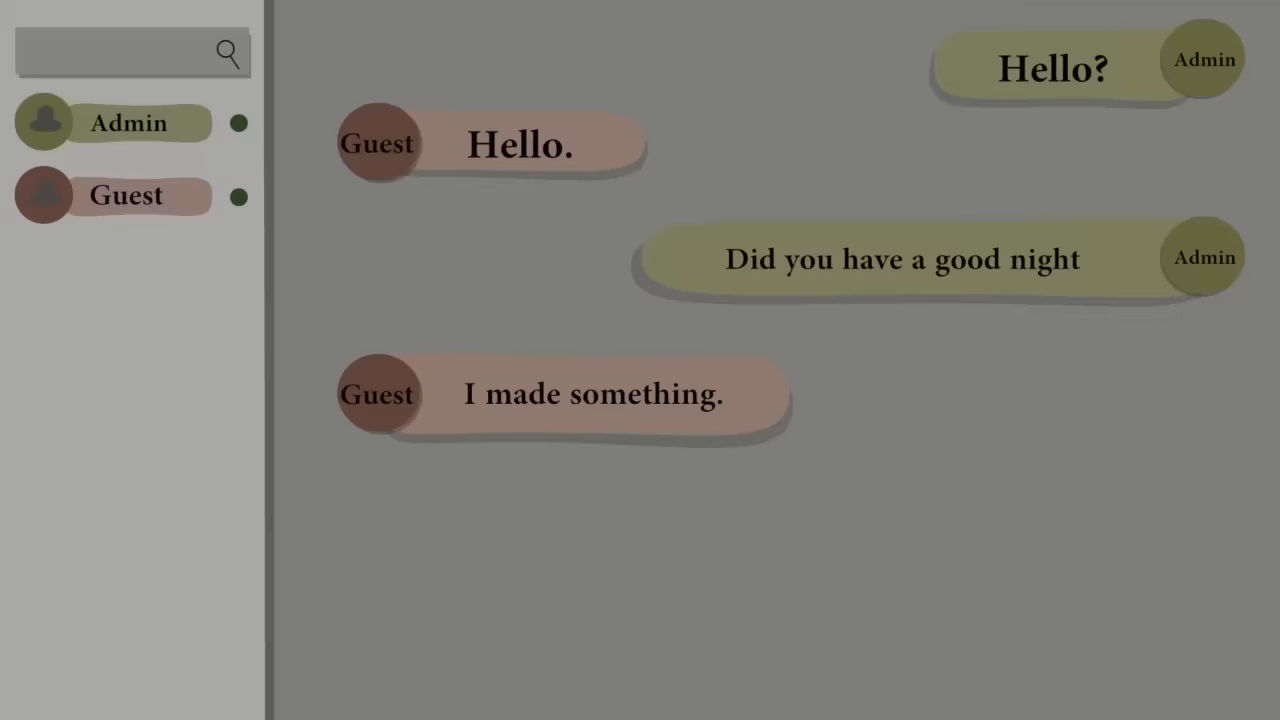 Admin
Guest
Hello?
Admin
Guest
Hello.
Did you have a good night
Admin
Guest
I made something.